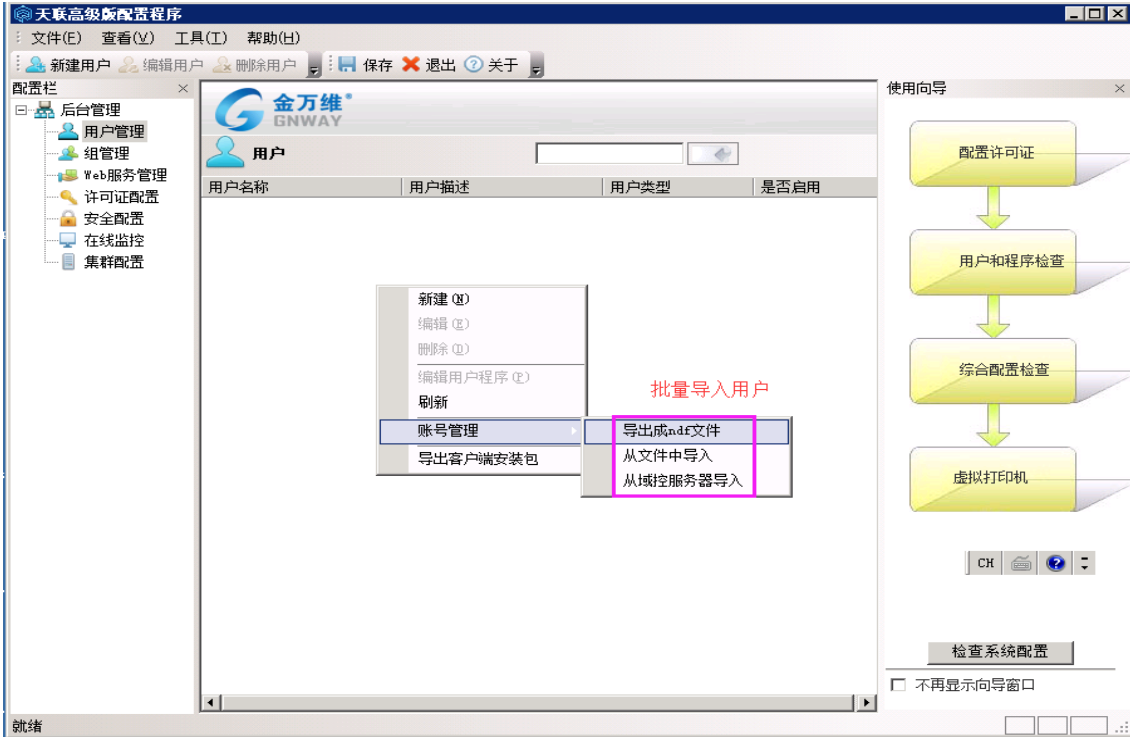 天联高级版配置程序
文件(F) 查看(V) 工具(T) 帮助(H)
新建用户 编辑用户 删除用户 保存 退出 关于
配置栏
后台管理
用户管理
组管理
Web服务管理
许可证配置
安全配置
在线监控
集群配置
金万维
GNWAY
用户
用户名称 用户描述 用户类型 是否启用
新建(N)
编辑(E)
删除(D)
编辑用户程序(P)
刷新
账号管理
导出客户端安装包
批量导入用户
导出成ndf文件
从文件中导入
从域控服务器导入
使用向导
配置许可证
用户和程序检查
综合配置检查
虚拟打印机
CH
检查系统配置
不再显示向导窗口
就绪